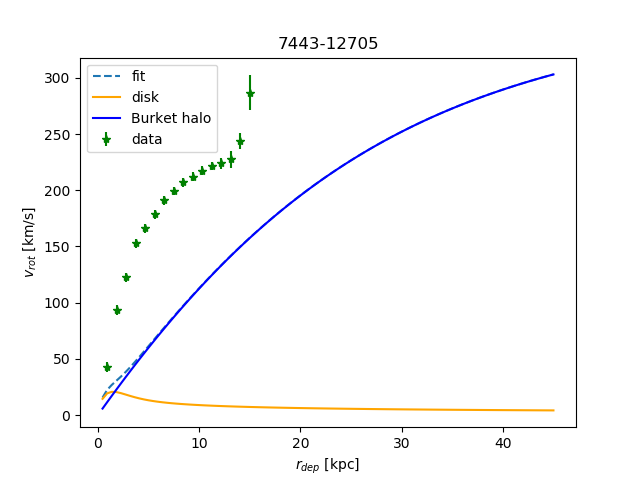 7443-12705
fit
disk
Burket halo
data
300
250
200
150
100
50
0
v_rot [km/s]
0 10 20 30 40
r_dep [kpc]